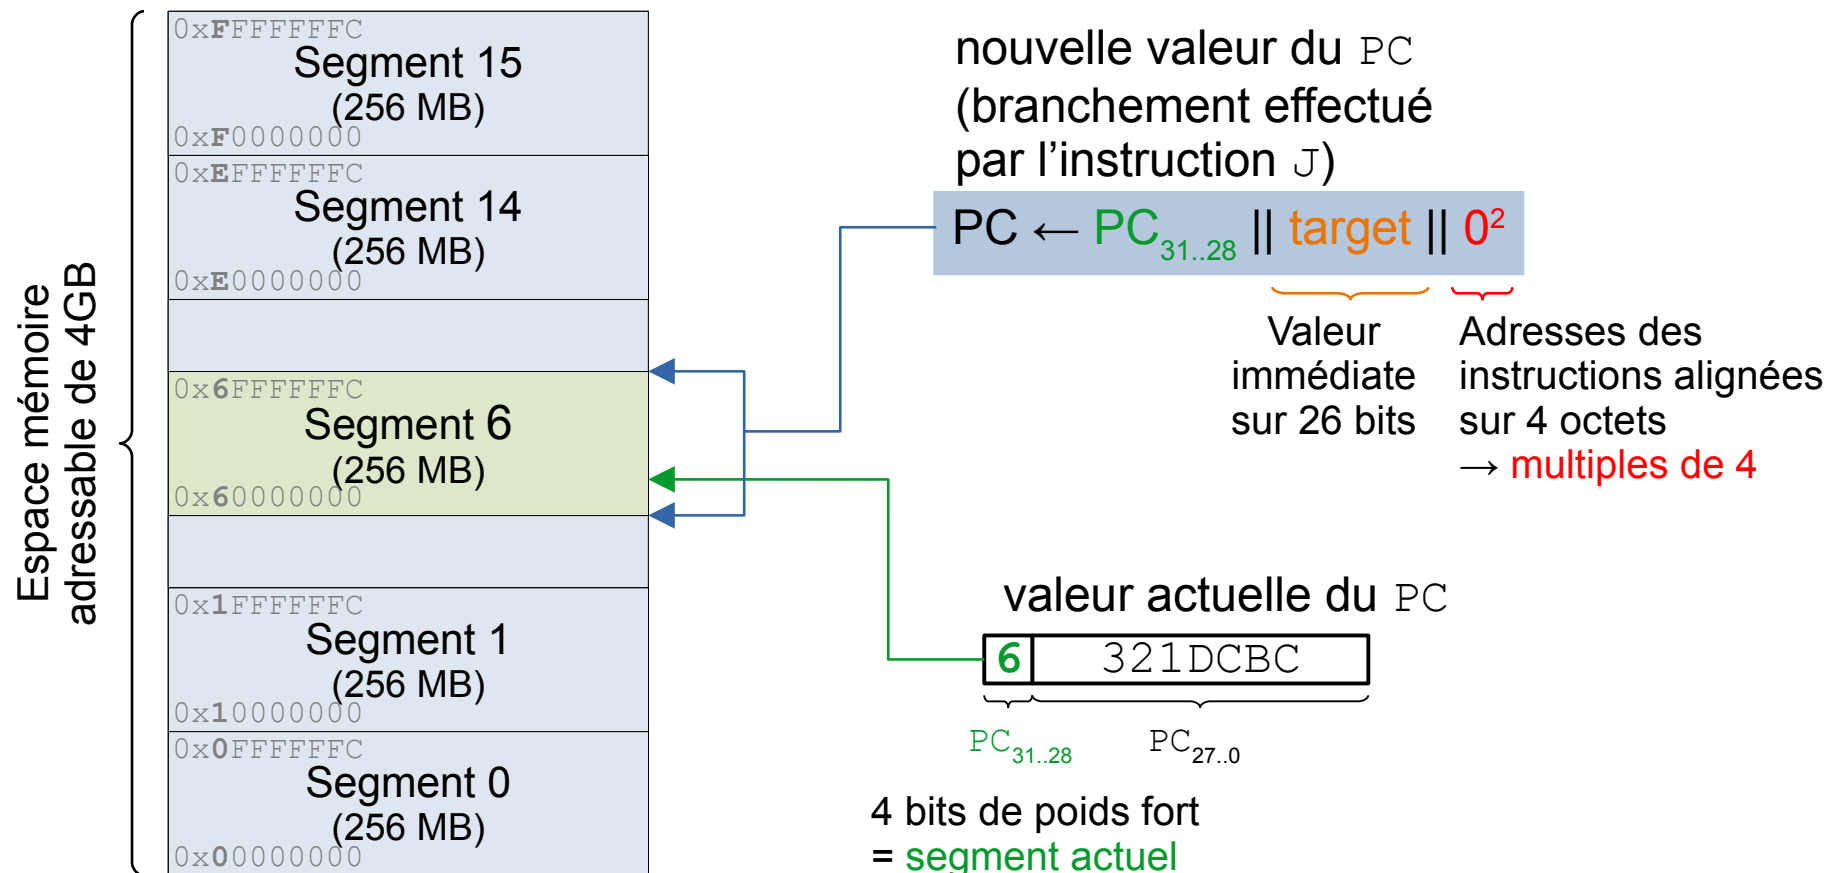 Espace mémoire
adressable de 4GB
0xFFFFFFFC
Segment 15
(256 MB)
0xF0000000
0xEFFFFFFC
Segment 14
(256 MB)
0xE0000000
0x6FFFFFFC
Segment 6
(256 MB)
0x60000000
0x1FFFFFFC
Segment 1
(256 MB)
0x10000000
0x0FFFFFFC
Segment 0
(256 MB)
0x00000000
nouvelle valeur du PC
(branchement effectué
par l’instruction J)
PC ← PC31..28 || target || 0²
Valeur
immédiate
sur 26 bits
Adresses des
instructions alignées
sur 4 octets
→ multiples de 4
valeur actuelle du PC
6 321DCBC
PC31..28 PC27..0
4 bits de poids fort
= segment actuel